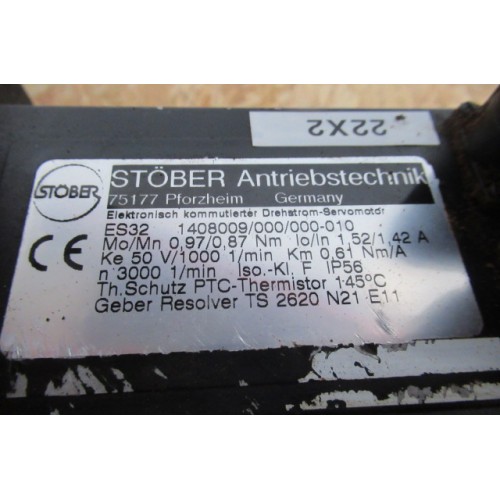 22X2
STÖBER
STÖBER Antriebstechnik
75177 Pforzheim Germany
Elektronisch kommutierter Drehstrom-Servomotor
ES32 1408009/000/000-010
Mo/Mn 0,97/0,87 Nm Io/In 1,52/1,42 A
Ke 50 V/1000 1/min Km 0,61 Nm/A
n 3000 1/min Iso.-Kl. F IP56
Th.Schutz PTC-Thermistor 145°C
Geber Resolver TS 2620 N21 E11
CE